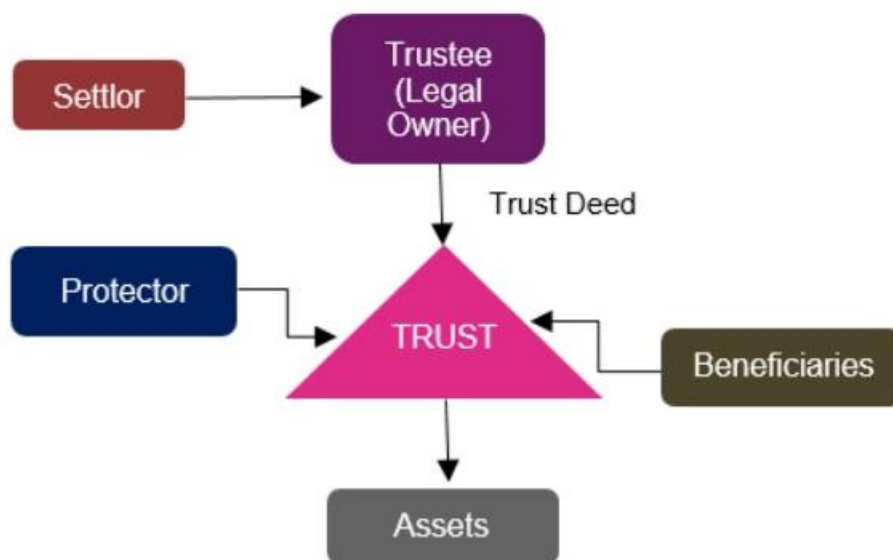 Trustee
(Legal
Owner)
Settlor
Trust Deed
Protector
TRUST
Beneficiaries
Assets